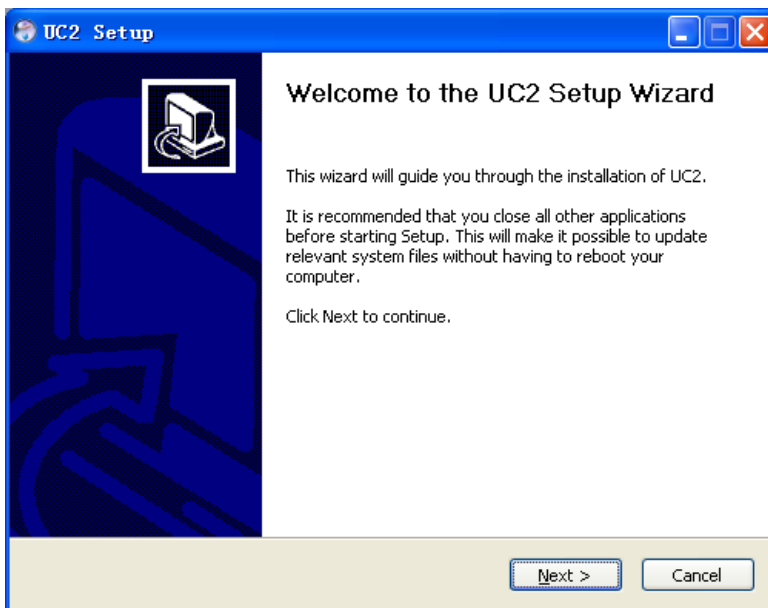 UC2 Setup
Welcome to the UC2 Setup Wizard
This wizard will guide you through the installation of UC2.
It is recommended that you close all other applications
before starting Setup. This will make it possible to update
relevant system files without having to reboot your
computer.
Click Next to continue.
Next >
Cancel